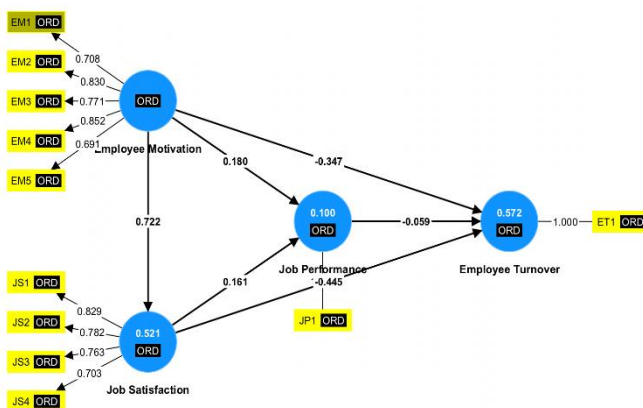 EM1 ORD
0.708
EM2 ORD
0.830
EM3 ORD
0.771
ORD
EM4 ORD
0.852
EM5 ORD
0.691
Employee Motivation
0.180
-0.347
0.722
0.100
ORD
-0.059
0.572
ORD
1.000
ET1 ORD
Job Performance
Employee Turnover
0.161
-0.445
JS1 ORD
0.829
JS2 ORD
0.782
0.521
ORD
JP1 ORD
JS3 ORD
0.763
0.703
JS4 ORD
Job Satisfaction